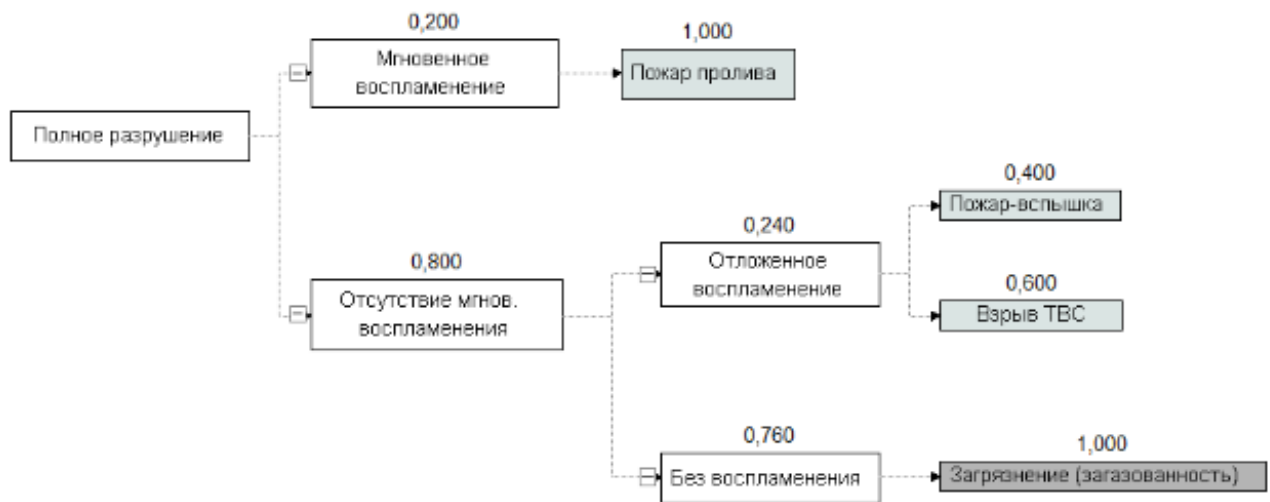 0,200
Мгновенное
воспламенение
1,000
Пожар пролива
Полное разрушение
0,800
Отсутствие мгнов.
воспламенения
0,240
Отложенное
воспламенение
0,400
Пожар-вспышка
0,600
Взрыв ТВС
0,760
Без воспламенения
1,000
Загрязнение (загазованность)